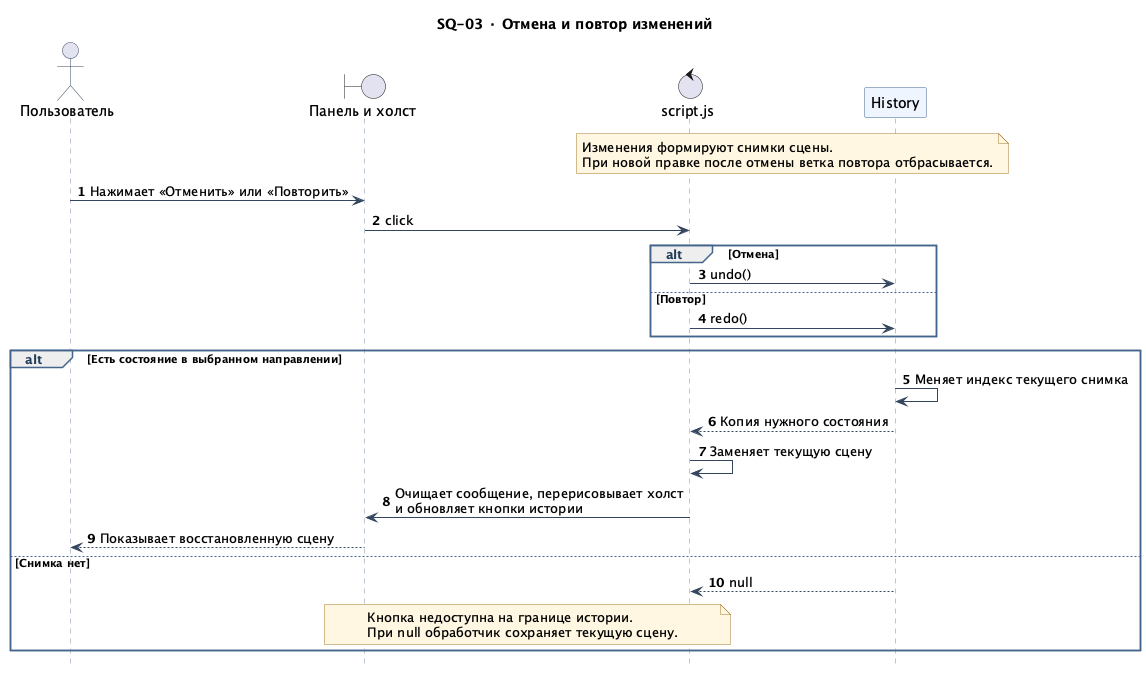 SQ-03 · Отмена и повтор изменений
Пользователь
Панель и холст
script.js
History
Изменения формируют снимки сцены.
При новой правке после отмены ветка повтора отбрасывается.
1 Нажимает «Отменить» или «Повторить»
2 click
alt [Отмена]
3 undo()
[Повтор]
4 redo()
alt [Есть состояние в выбранном направлении]
5 Меняет индекс текущего снимка
6 Копия нужного состояния
7 Заменяет текущую сцену
8 Очищает сообщение, перерисовывает холст
и обновляет кнопки истории
9 Показывает восстановленную сцену
[Снимка нет]
10 null
Кнопка недоступна на границе истории.
При null обработчик сохраняет текущую сцену.